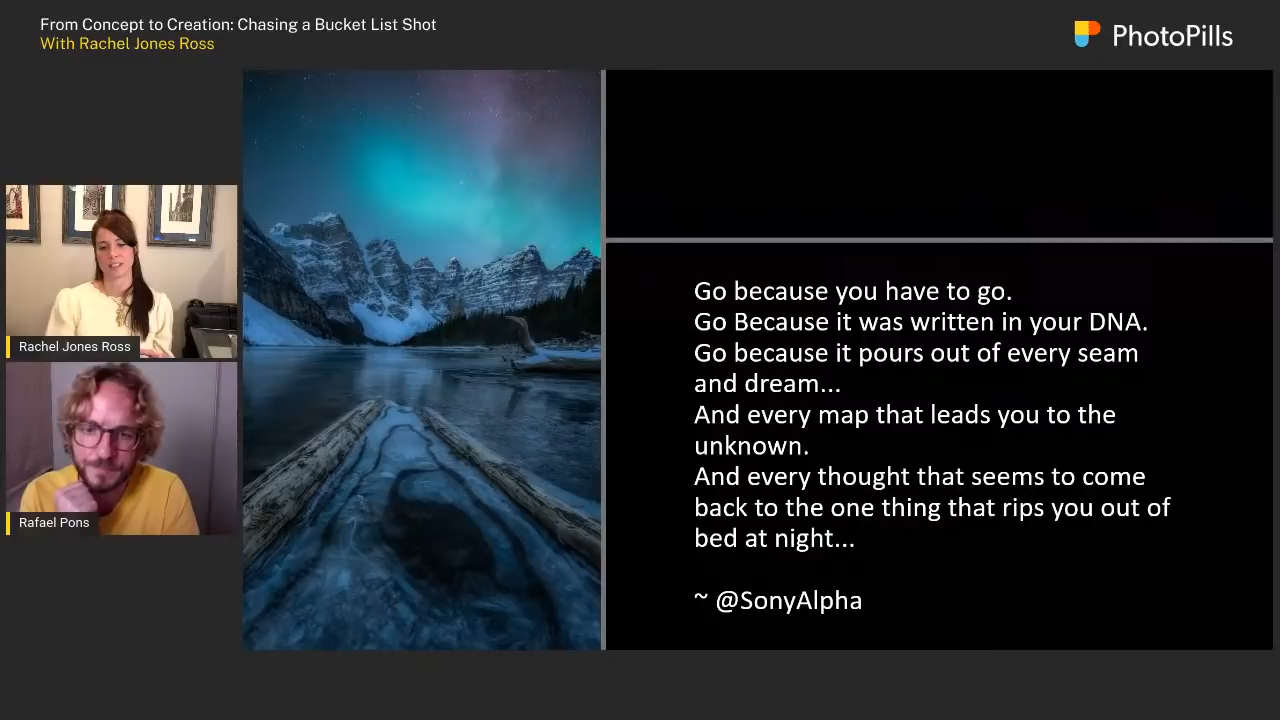 From Concept to Creation: Chasing a Bucket List Shot
With Rachel Jones Ross
PhotoPills
Rachel Jones Ross
Rafael Pons
Go because you have to go.
Go Because it was written in your DNA.
Go because it pours out of every seam
and dream...
And every map that leads you to the
unknown.
And every thought that seems to come
back to the one thing that rips you out of
bed at night...
~ @SonyAlpha